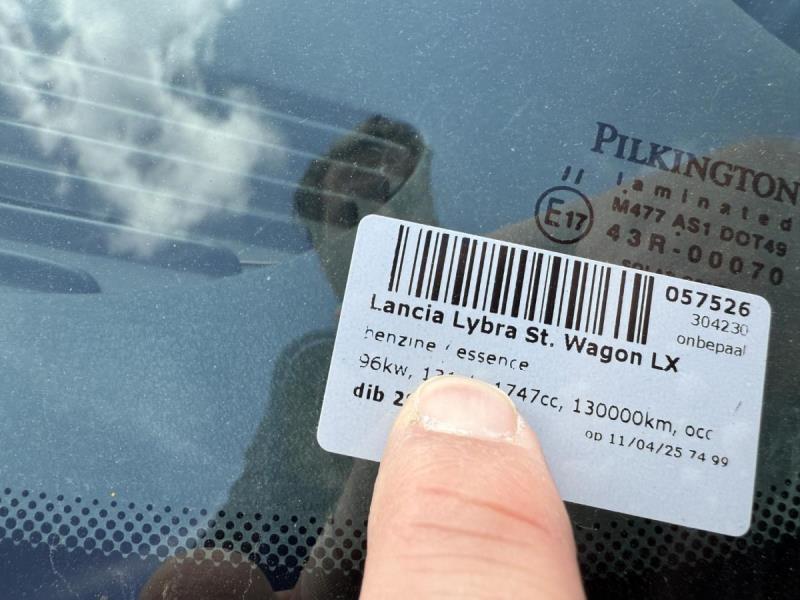 PILKINGTON
laminated
E17
M477 AS1 DOT49
43R-00070
057526
304230
Lancia Lybra St. Wagon LX
onbepaal
benzine / essence
96kw, 1747cc, 130000km, occ
dib
op 11/04/25 74 99